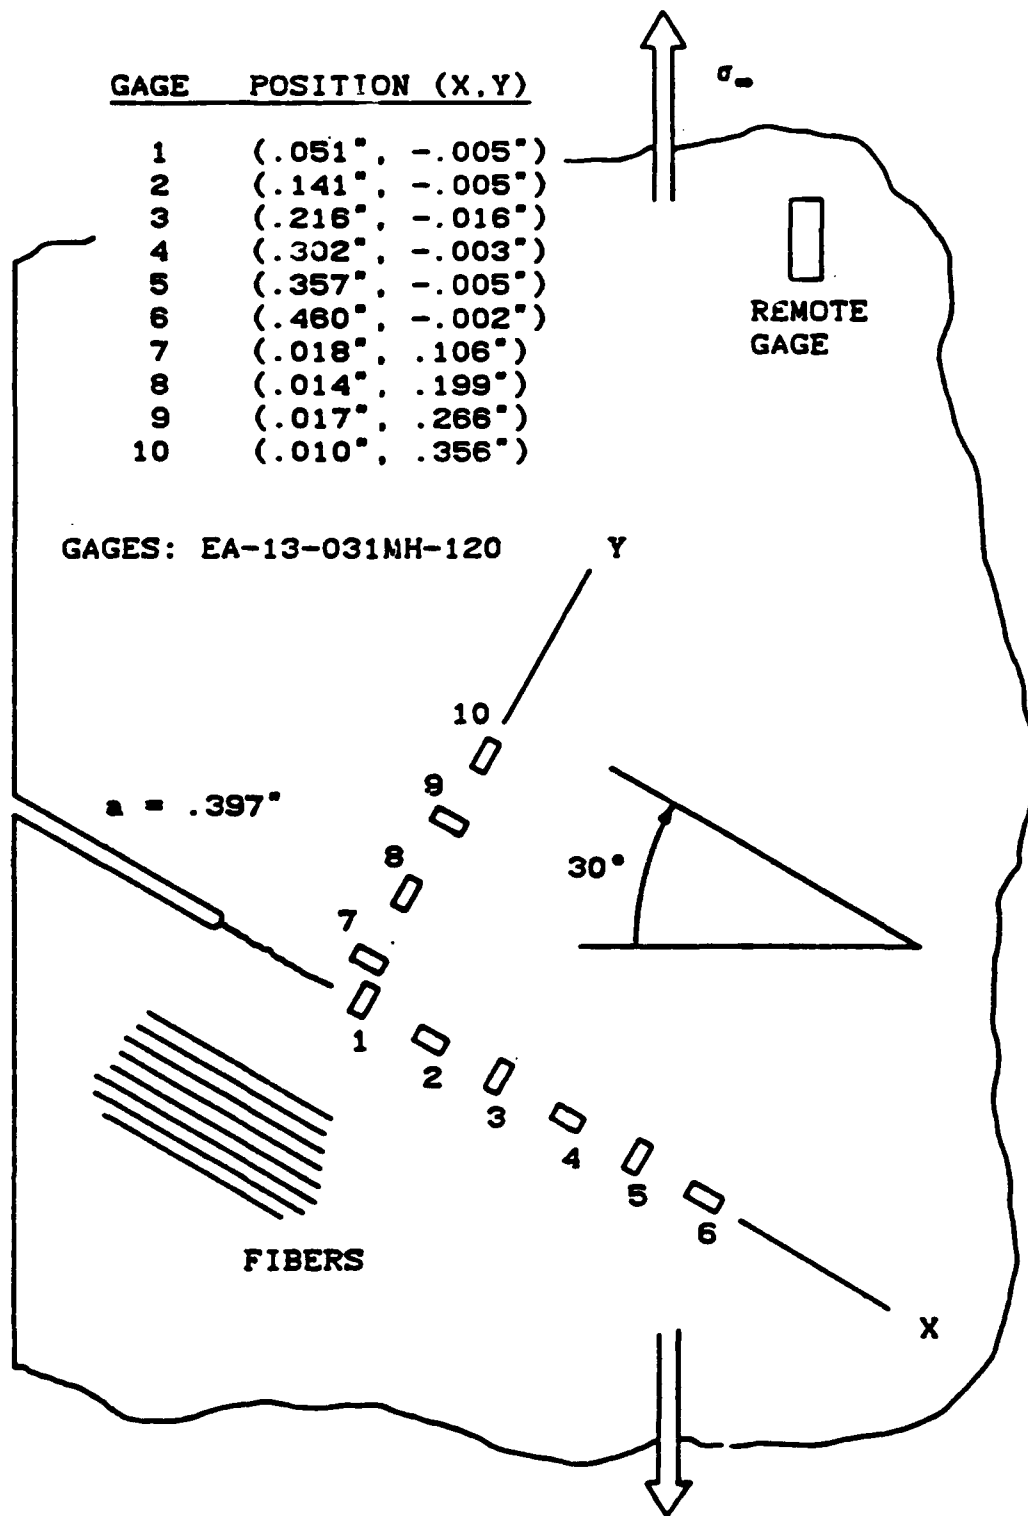 σ∞
GAGE POSITION (X,Y)
1 (.051", -.005")
2 (.141", -.005")
3 (.216", -.016")
4 (.302", -.003")
5 (.357", -.005")
6 (.460", -.002")
7 (.018", .106")
8 (.014", .199")
9 (.017", .266")
10 (.010", .356")
REMOTE
GAGE
GAGES: EA-13-031MH-120
Y
10
9
a = .397"
8
30°
7
1
2
3
4
5
6
FIBERS
X